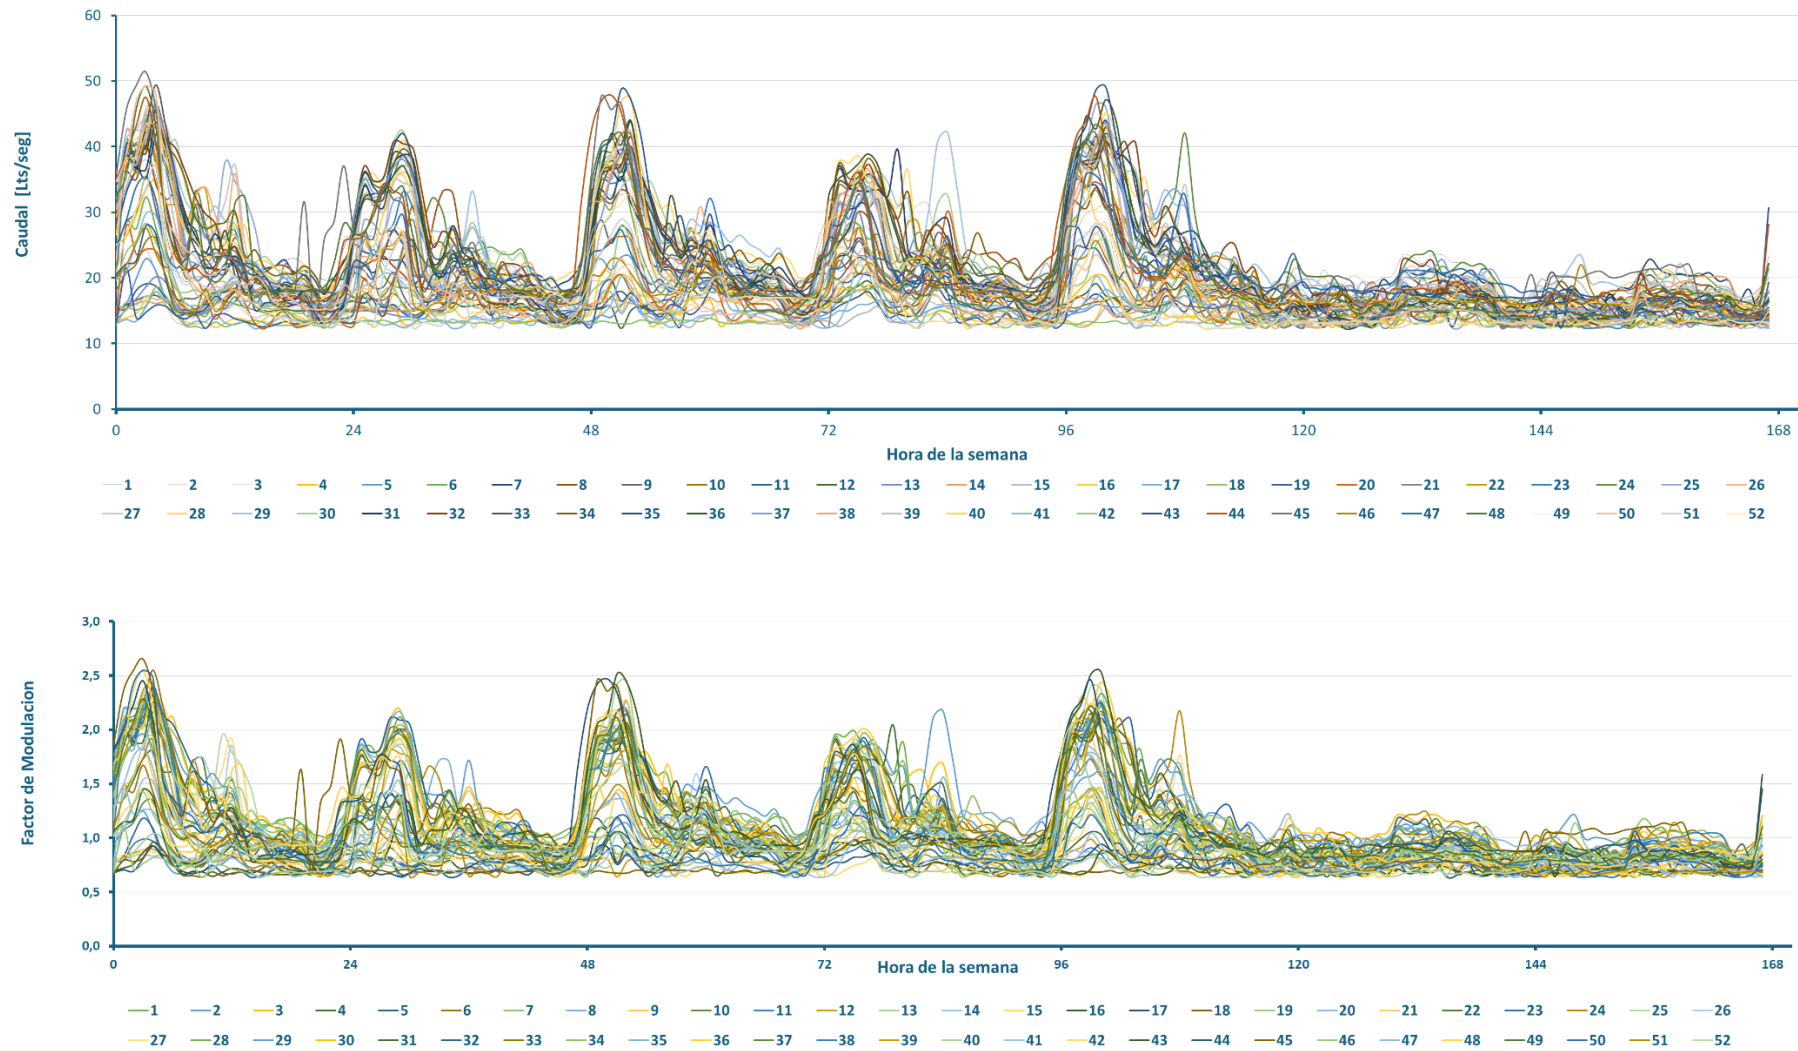 60
50
40
30
20
10
0
Caudal [Lts/seg]
0 24 48 72 96 120 144 168
Hora de la semana
1 2 3 4 5 6 7 8 9 10 11 12 13 14 15 16 17 18 19 20 21 22 23 24 25 26
27 28 29 30 31 32 33 34 35 36 37 38 39 40 41 42 43 44 45 46 47 48 49 50 51 52
3,0
2,5
2,0
1,5
1,0
0,5
0,0
Factor de Modulacion
0 24 48 72 96 120 144 168
Hora de la semana
1 2 3 4 5 6 7 8 9 10 11 12 13 14 15 16 17 18 19 20 21 22 23 24 25 26
27 28 29 30 31 32 33 34 35 36 37 38 39 40 41 42 43 44 45 46 47 48 49 50 51 52